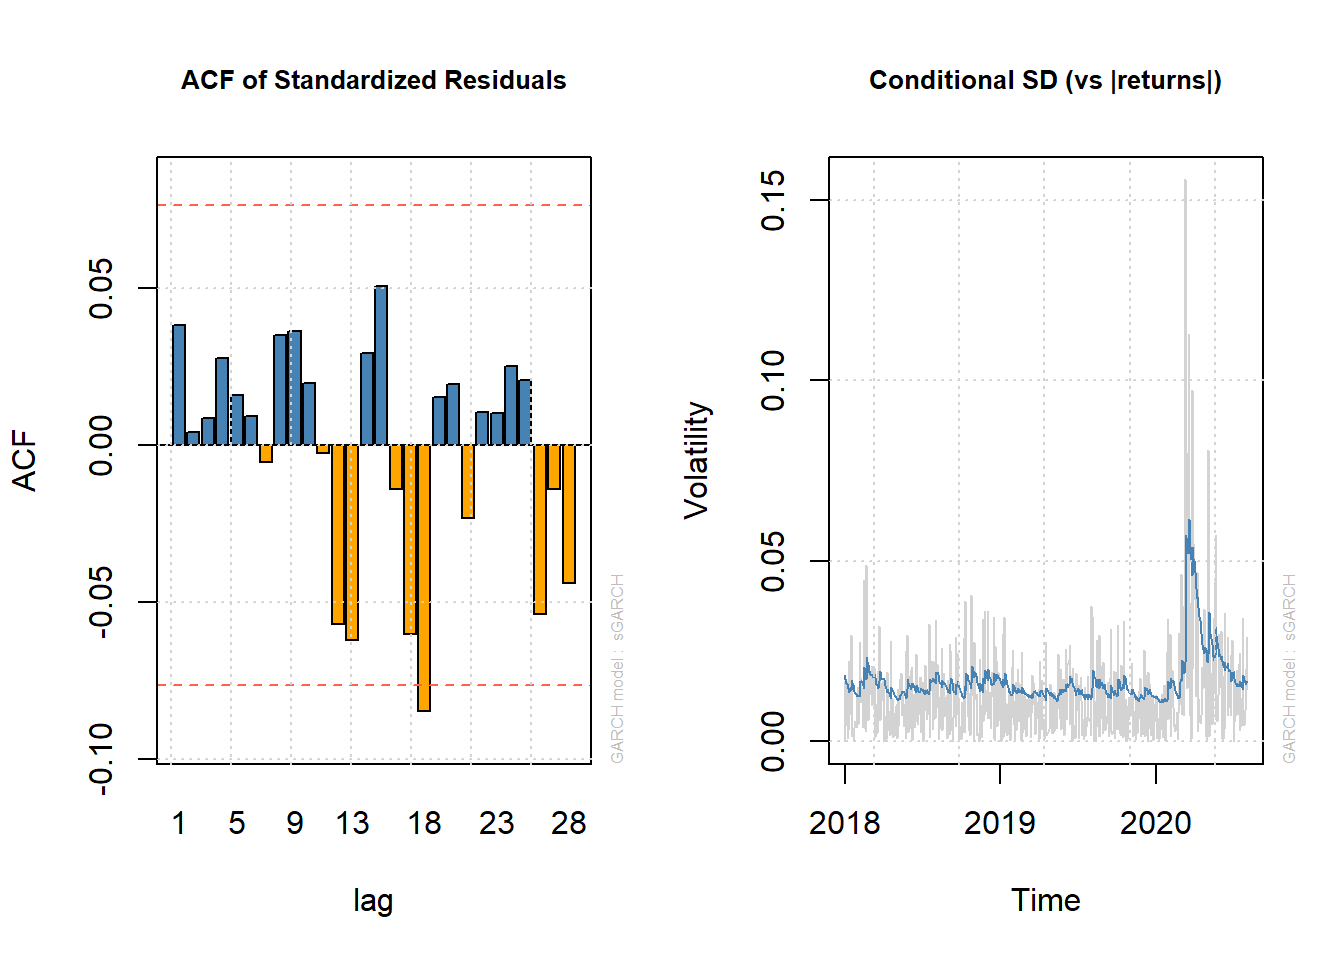 ACF of Standardized Residuals
ACF
0.05
0.00
-0.05
-0.10
1 5 9 13 18 23 28
lag
GARCH model : sGARCH
Conditional SD (vs |returns|)
Volatility
0.15
0.10
0.05
0.00
2018 2019 2020
Time
GARCH model : sGARCH